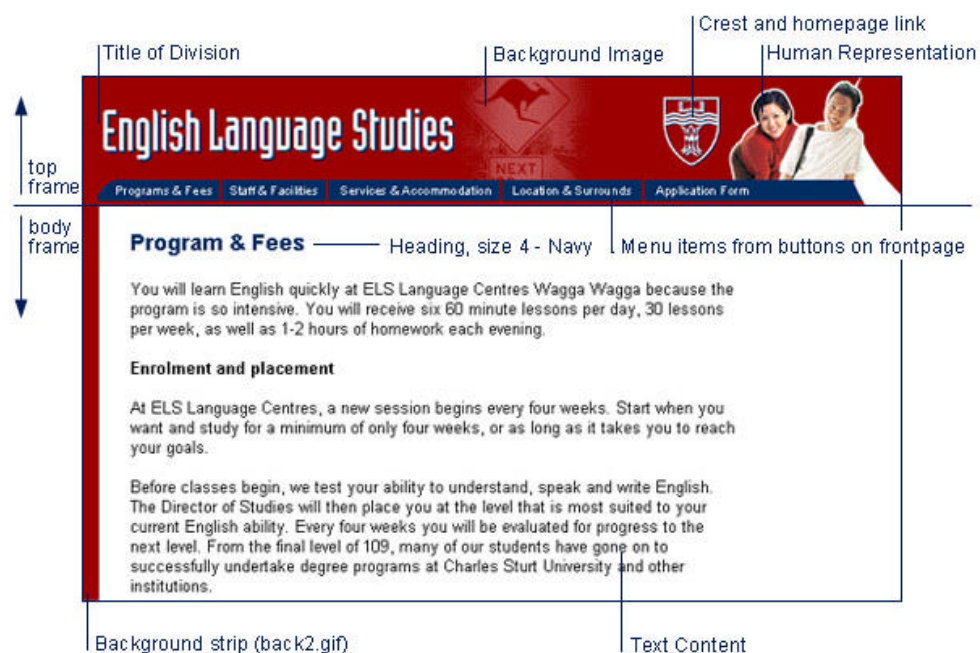 Crest and homepage link
Title of Division
Background Image
Human Representation
English Language Studies
NEXT
top
frame
Programs & Fees Staff & Facilities Services & Accommodation Location & Surrounds Application Form
body
frame
Program & Fees
Heading, size 4 - Navy
Menu items from buttons on frontpage
You will learn English quickly at ELS Language Centres Wagga Wagga because the
program is so intensive. You will receive six 60 minute lessons per day, 30 lessons
per week, as well as 1-2 hours of homework each evening.
Enrolment and placement
At ELS Language Centres, a new session begins every four weeks. Start when you
want and study for a minimum of only four weeks, or as long as it takes you to reach
your goals.
Before classes begin, we test your ability to understand, speak and write English.
The Director of Studies will then place you at the level that is most suited to your
current English ability. Every four weeks you will be evaluated for progress to the
next level. From the final level of 109, many of our students have gone on to
successfully undertake degree programs at Charles Sturt University and other
institutions.
Background strip (back2.gif)
Text Content